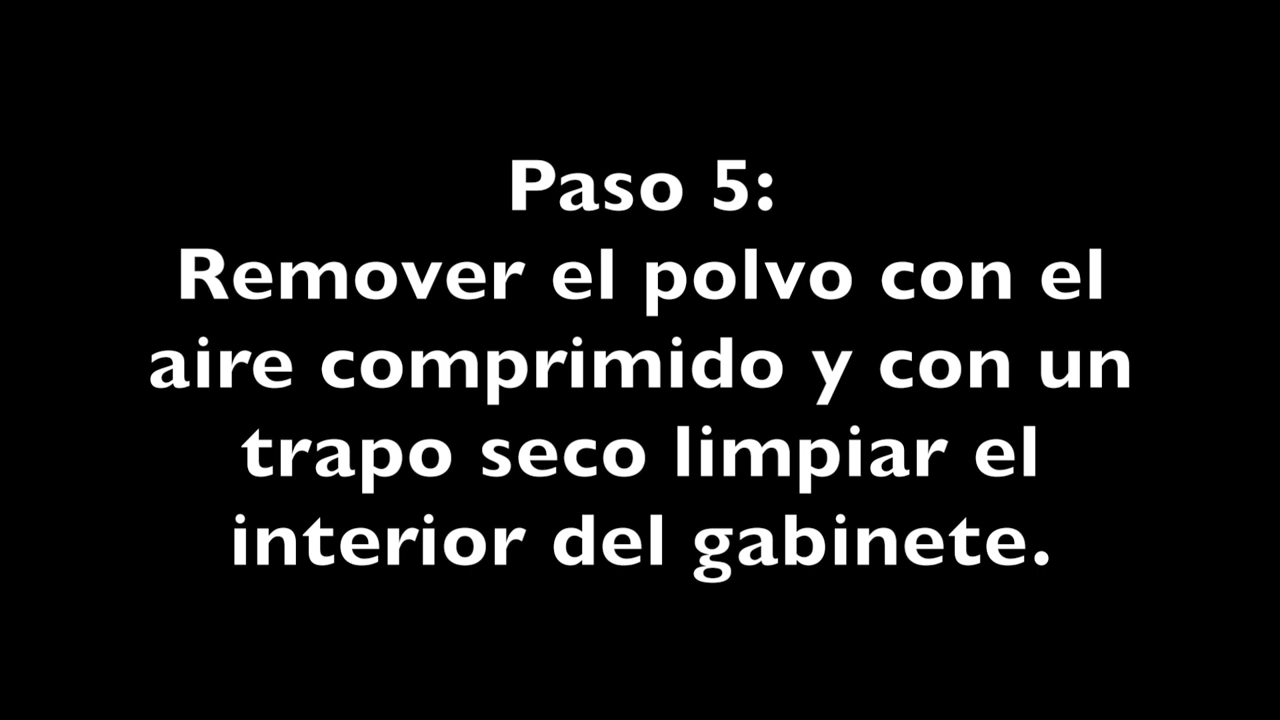 Paso 5:
Remover el polvo con el
aire comprimido y con un
trapo seco limpiar el
interior del gabinete.